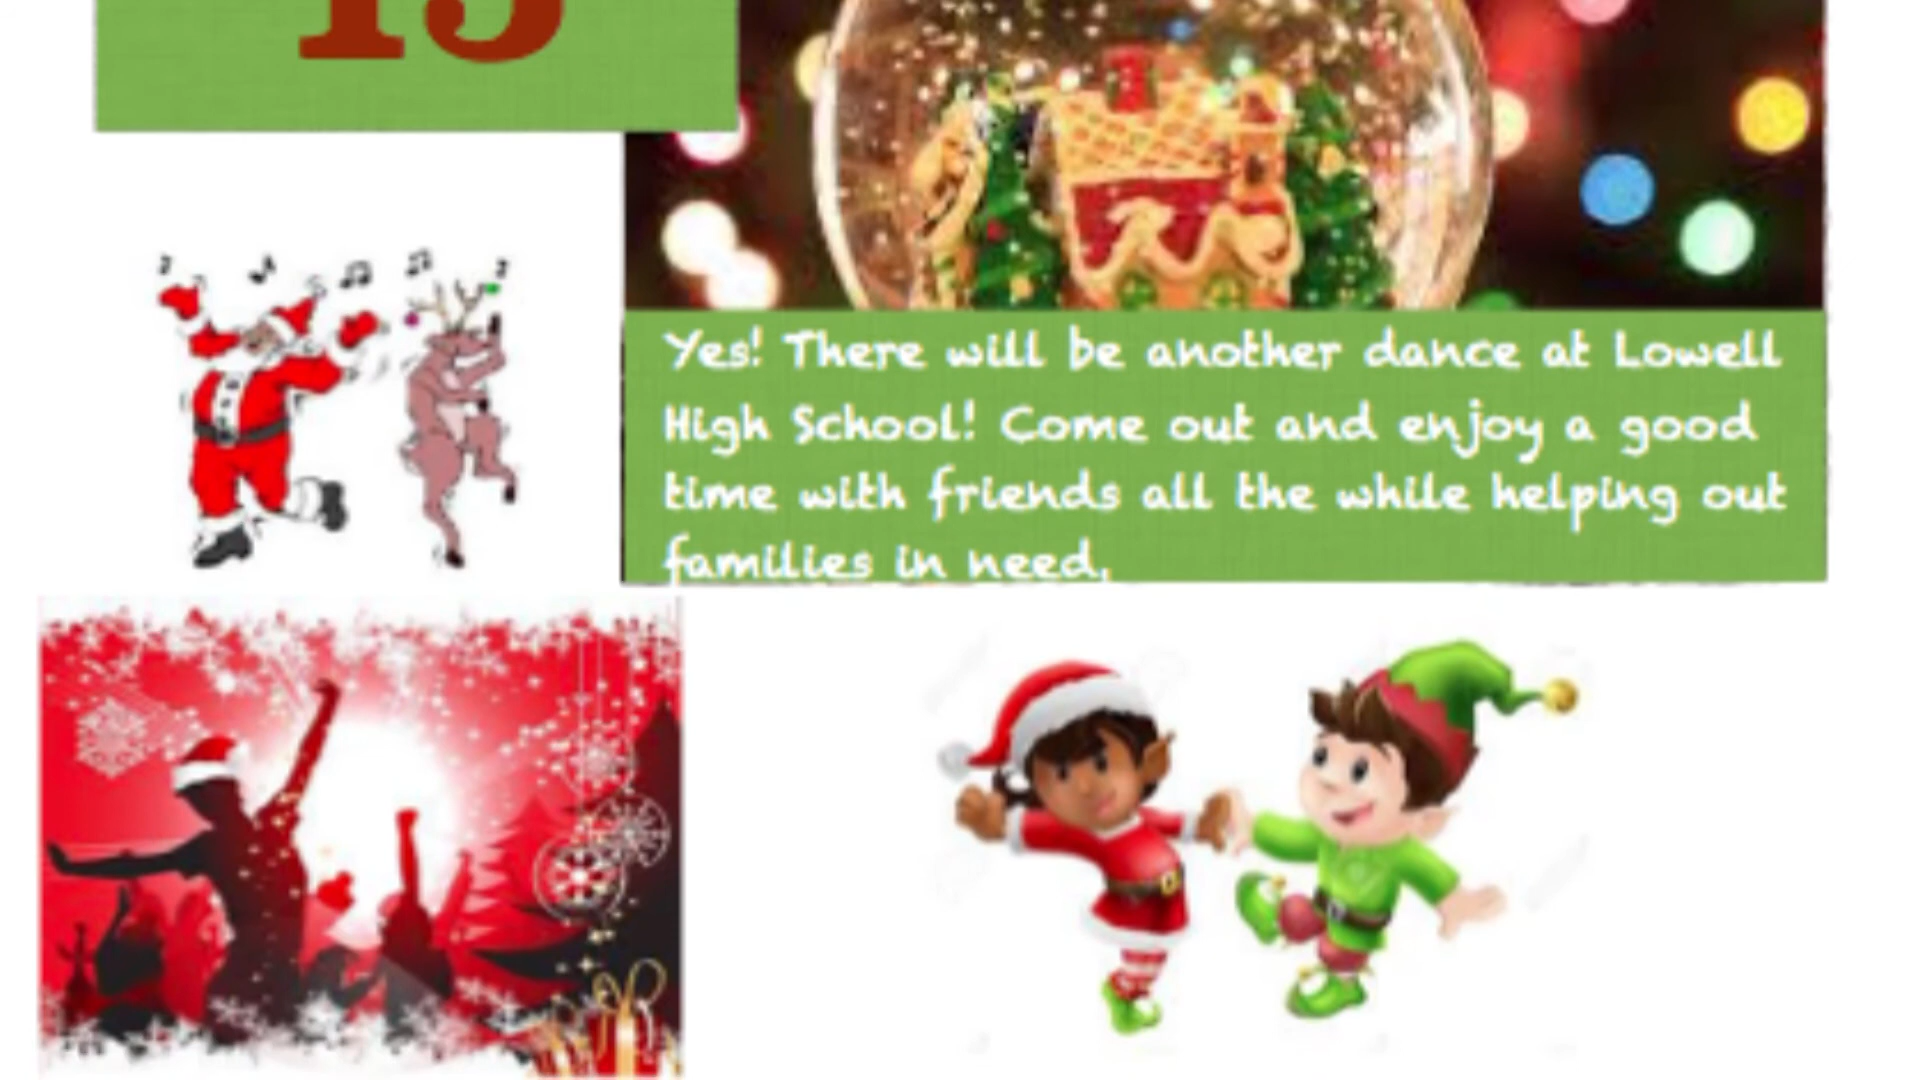 15
Yes! There will be another dance at Lowell
High School! Come out and enjoy a good
time with friends all the while helping out
families in need.